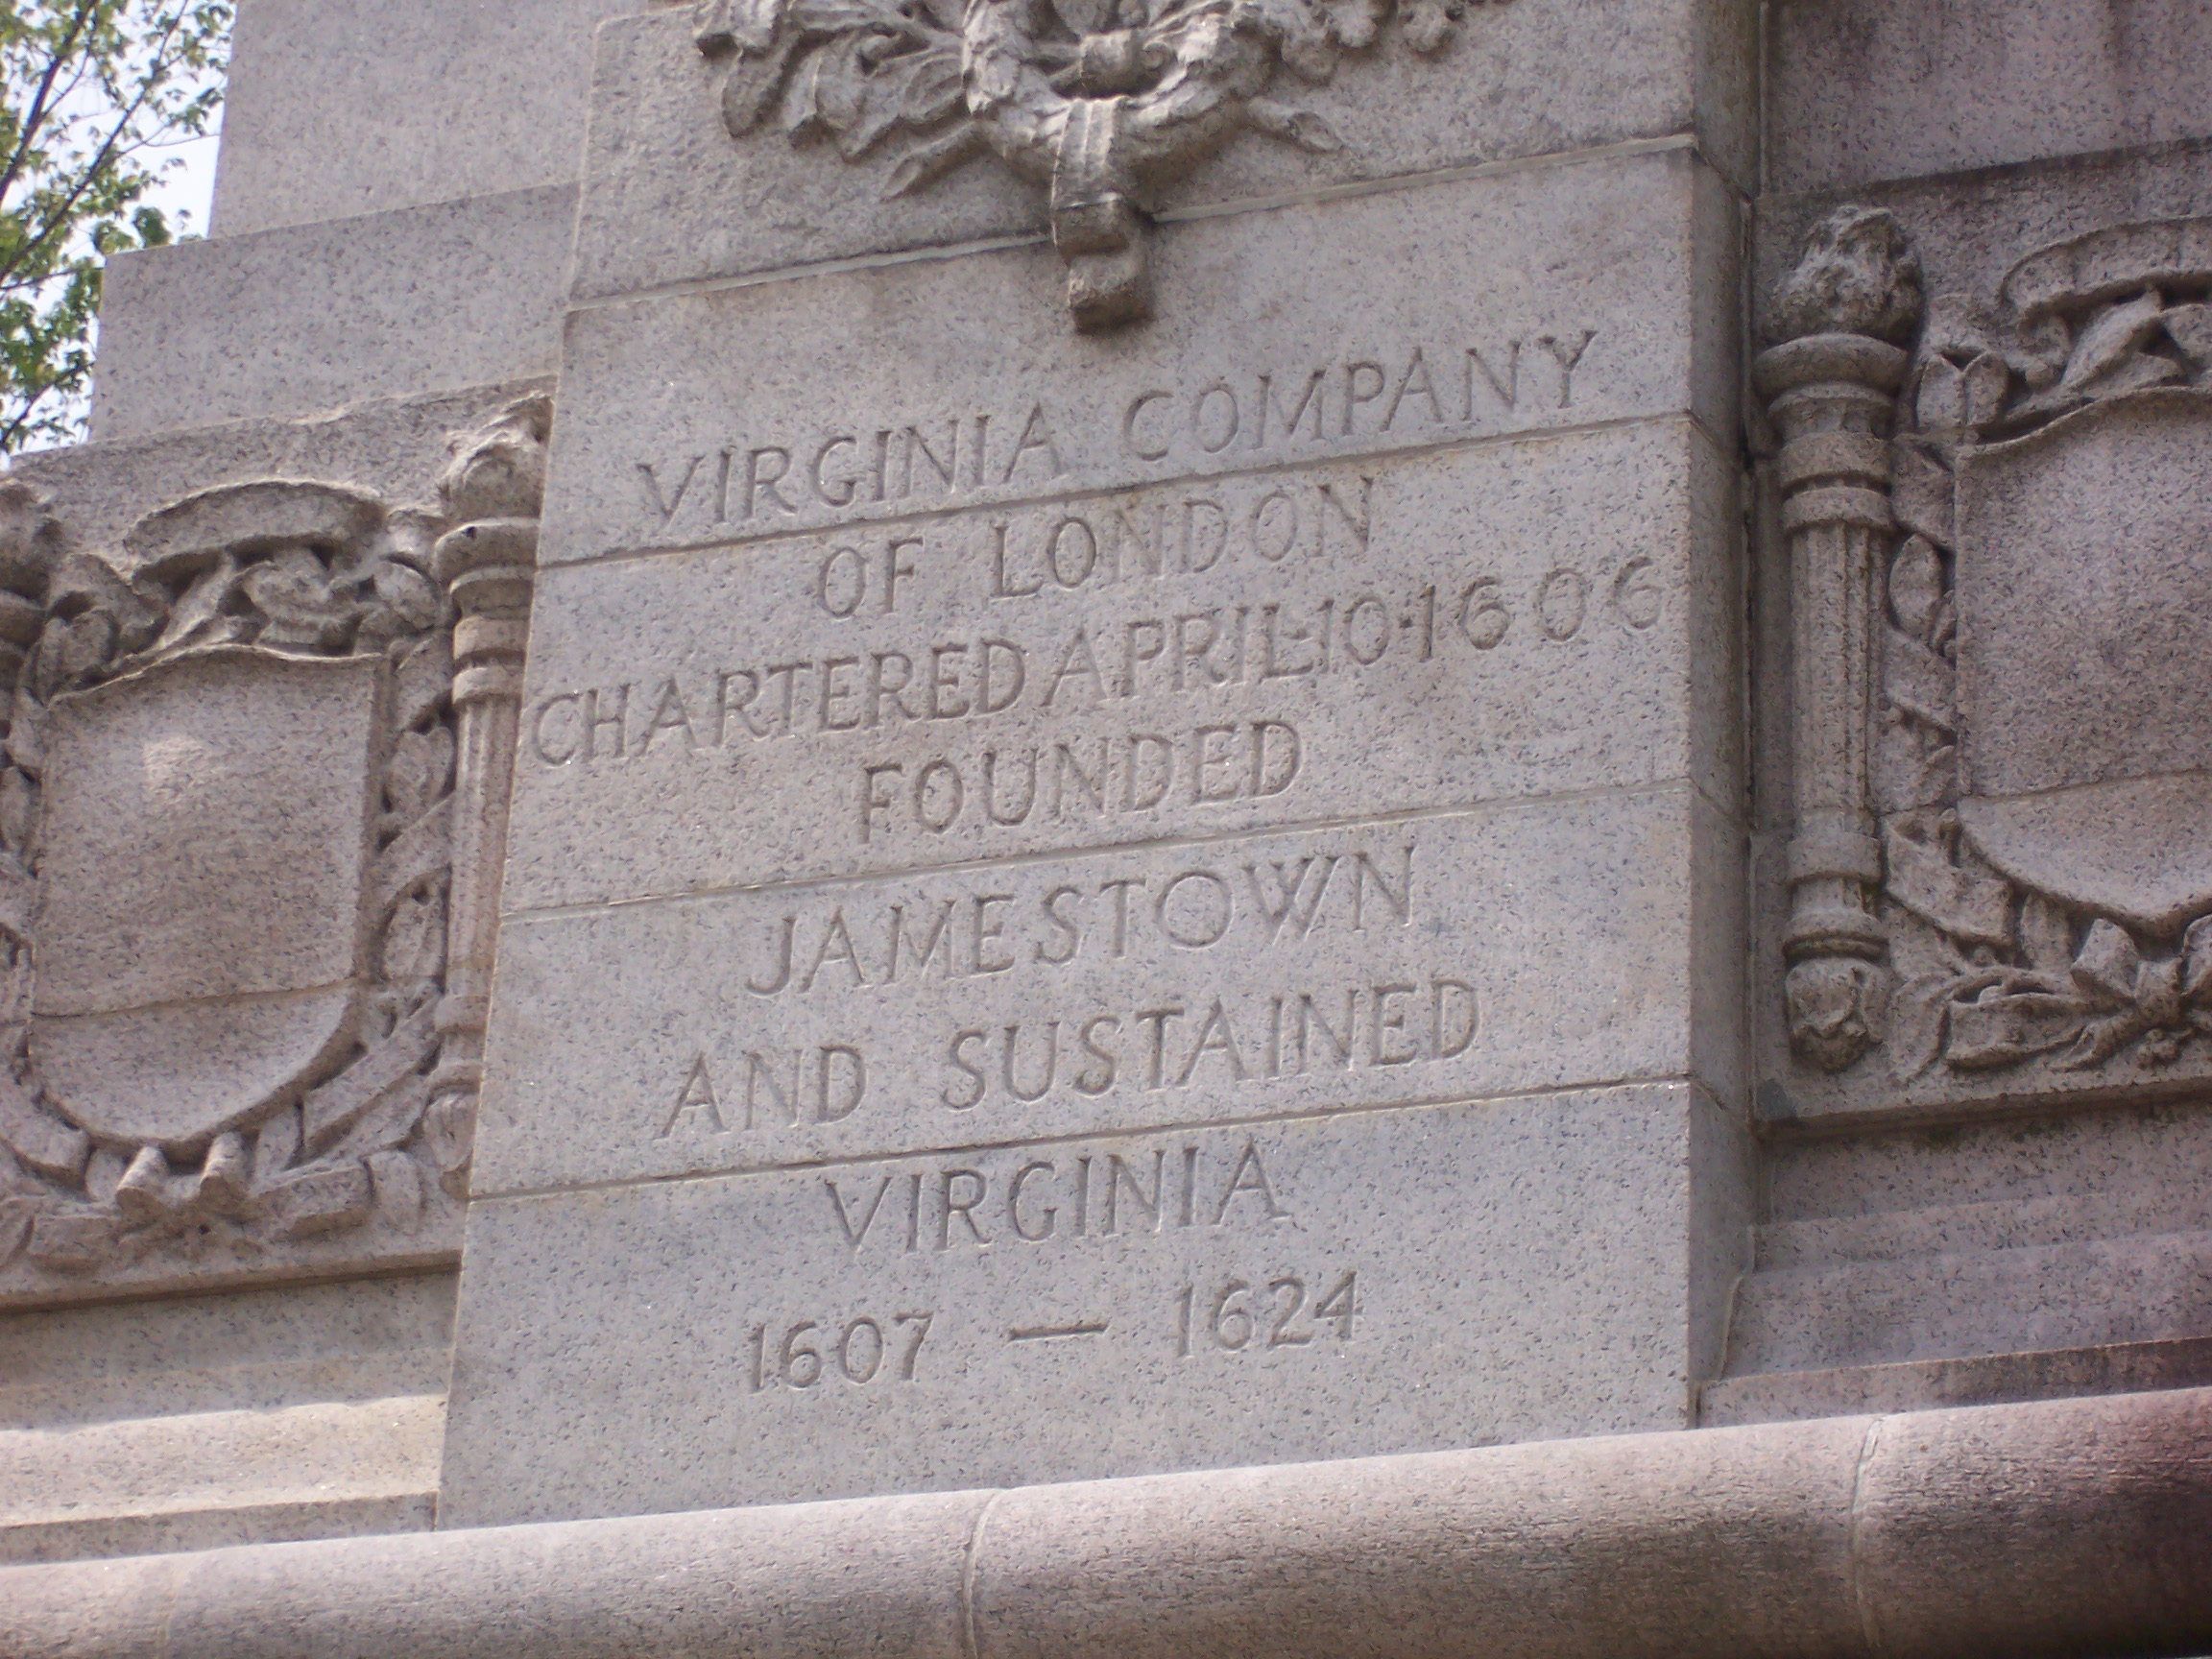 VIRGINIA COMPANY
OF LONDON
CHARTERED APRIL·10·1606
FOUNDED
JAMESTOWN
AND SUSTAINED
VIRGINIA
1607 — 1624